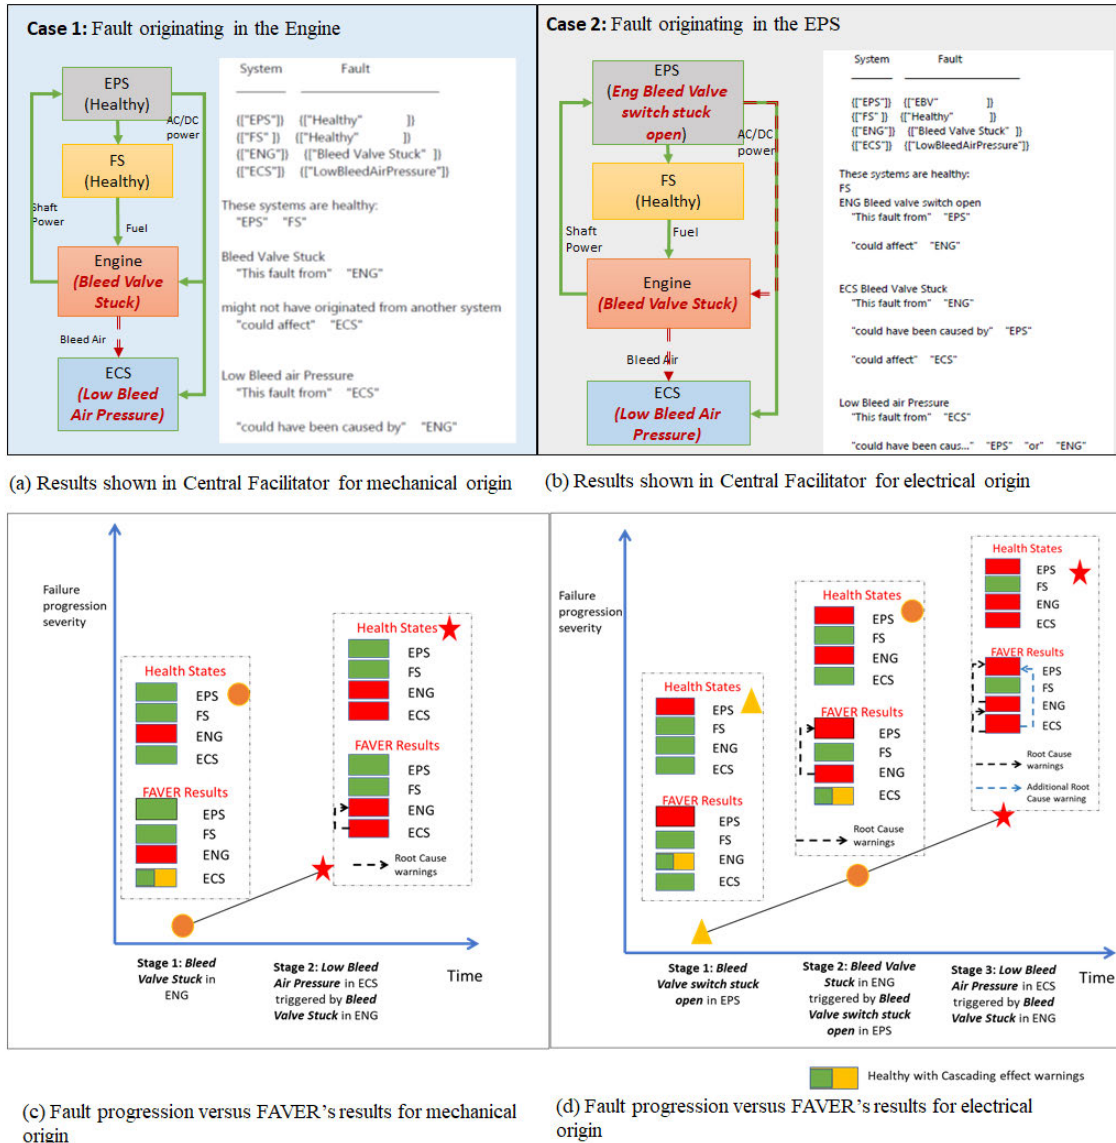 Case 1: Fault originating in the Engine
EPS
(Healthy)
AC/DC
power
FS
(Healthy)
Shaft
Power
Fuel
Engine
(Bleed Valve
Stuck)
Bleed Air
ECS
(Low Bleed
Air Pressure)
System Fault
{["EPS"]} {["Healthy" ]}
{["FS" ]} {["Healthy" ]}
{["ENG"]} {["Bleed Valve Stuck" ]}
{["ECS"]} {["LowBleedAirPressure"]}
These systems are healthy:
"EPS" "FS"
Bleed Valve Stuck
"This fault from" "ENG"
might not have originated from another system
"could affect" "ECS"
Low Bleed air Pressure
"This fault from" "ECS"
"could have been caused by" "ENG"
Case 2: Fault originating in the EPS
EPS
(Eng Bleed Valve
switch stuck
open)
AC/DC
power
FS
(Healthy)
Shaft
Power
Fuel
Engine
(Bleed Valve Stuck)
Bleed Air
ECS
(Low Bleed Air
Pressure)
System Fault
{["EPS"]} {["EBV" ]}
{["FS" ]} {["Healthy" ]}
{["ENG"]} {["Bleed Valve Stuck" ]}
{["ECS"]} {["LowBleedAirPressure"]}
These systems are healthy:
FS
ENG Bleed valve switch open
"This fault from" "EPS"
"could affect" "ENG"
ECS Bleed Valve Stuck
"This fault from" "ENG"
"could have been caused by" "EPS"
"could affect" "ECS"
Low Bleed air Pressure
"This fault from" "ECS"
"could have been caus..." "EPS" "or" "ENG"
(a) Results shown in Central Facilitator for mechanical origin
(b) Results shown in Central Facilitator for electrical origin
Failure
progression
severity
Health States
EPS
FS
ENG
ECS
FAVER Results
EPS
FS
ENG
ECS
Health States
EPS
FS
ENG
ECS
FAVER Results
EPS
FS
ENG
ECS
Root Cause
warnings
Stage 1: Bleed
Valve Stuck in
ENG
Stage 2: Low Bleed
Air Pressure in ECS
triggered by Bleed
Valve Stuck in ENG
Time
Failure
progression
severity
Health States
EPS
FS
ENG
ECS
FAVER Results
EPS
FS
ENG
ECS
Health States
EPS
FS
ENG
ECS
FAVER Results
EPS
FS
ENG
ECS
Root Cause
warnings
Health States
EPS
FS
ENG
ECS
FAVER Results
EPS
FS
ENG
ECS
Root Cause
warnings
Additional Root
Cause warning
Stage 1: Bleed
Valve switch stuck
open in EPS
Stage 2: Bleed Valve
Stuck in ENG
triggered by Bleed
Valve switch stuck
open in EPS
Stage 3: Low Bleed
Air Pressure in ECS
triggered by Bleed
Valve Stuck in ENG
Time
Healthy with Cascading effect warnings
(c) Fault progression versus FAVER's results for mechanical
origin
(d) Fault progression versus FAVER's results for electrical
origin